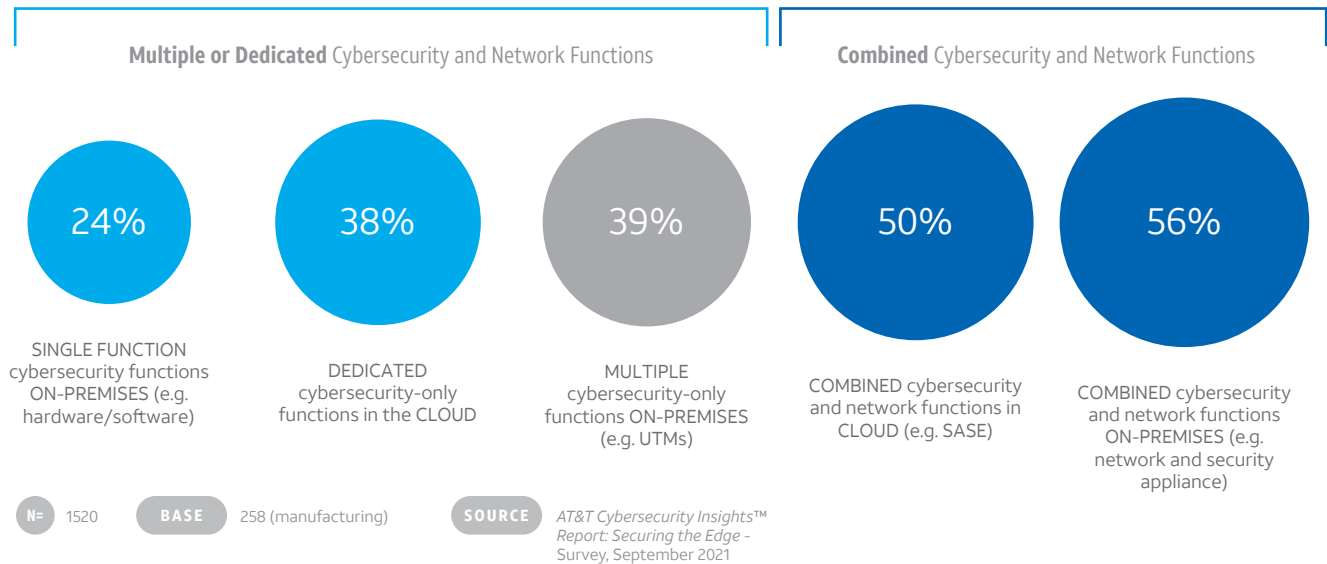 Multiple or Dedicated Cybersecurity and Network Functions
Combined Cybersecurity and Network Functions
24%
38%
39%
50%
56%
SINGLE FUNCTION
cybersecurity functions
ON-PREMISES (e.g.
hardware/software)
DEDICATED
cybersecurity-only
functions in the CLOUD
MULTIPLE
cybersecurity-only
functions ON-PREMISES
(e.g. UTMs)
COMBINED cybersecurity
and network functions in
CLOUD (e.g. SASE)
COMBINED cybersecurity
and network functions
ON-PREMISES (e.g.
network and security
appliance)
N= 1520
BASE 258 (manufacturing)
SOURCE AT&T Cybersecurity Insights™
Report: Securing the Edge -
Survey, September 2021